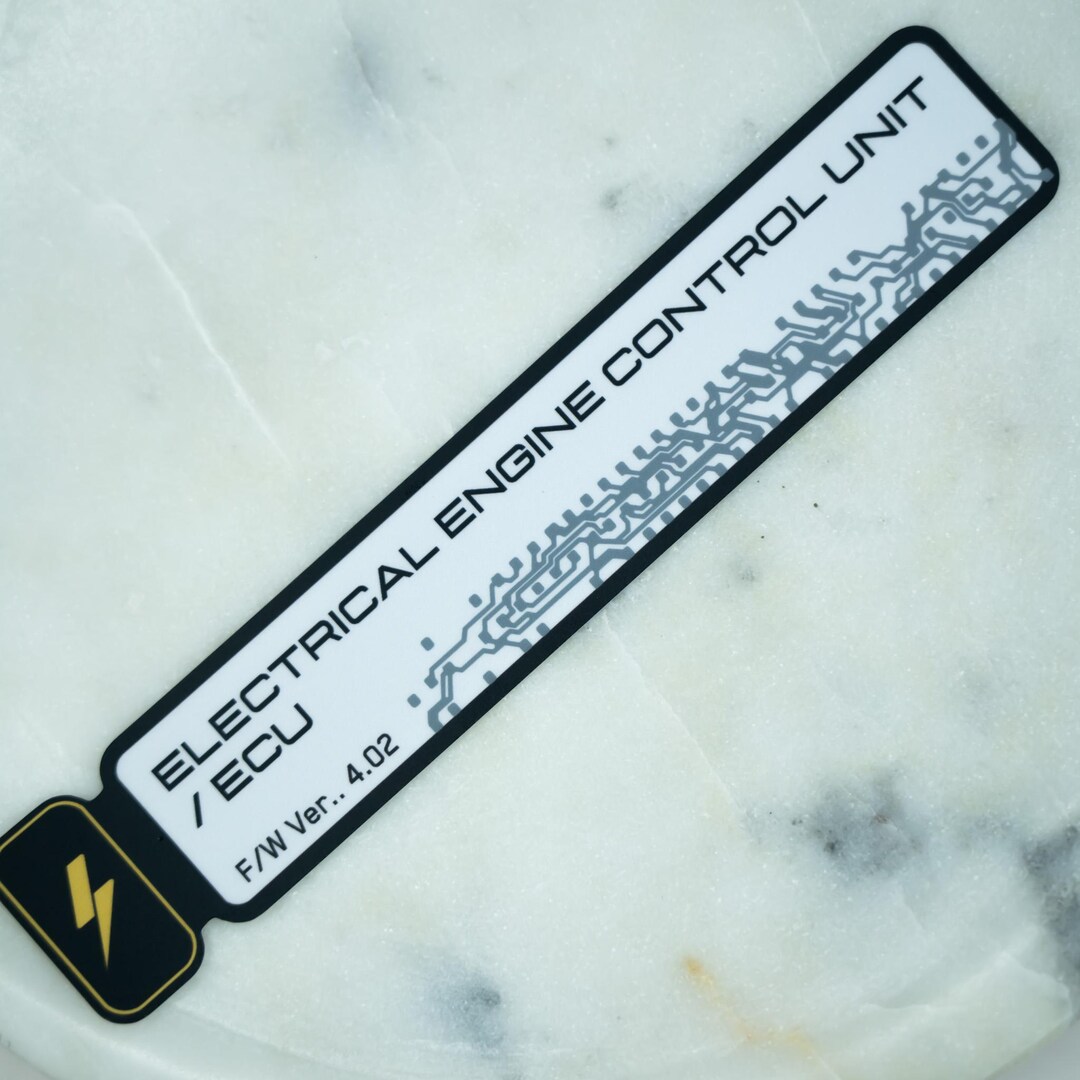 ELECTRICAL ENGINE CONTROL UNIT
/ ECU
F/W Ver.. 4.02